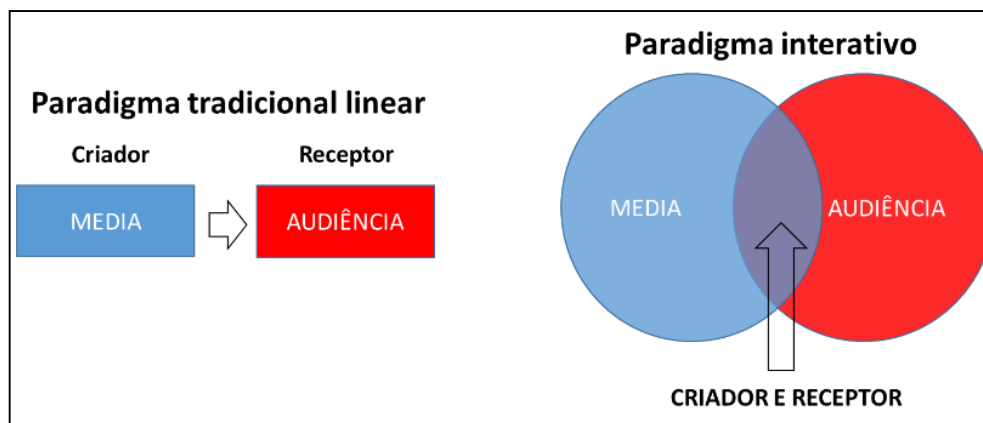 Paradigma tradicional linear
Criador
Receptor
MEDIA
AUDIÊNCIA
Paradigma interativo
MEDIA
AUDIÊNCIA
CRIADOR E RECEPTOR